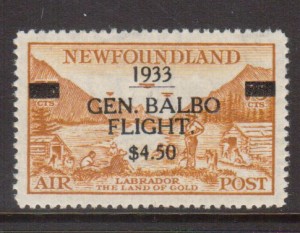 NEWFOUNDLAND
1933
GEN. BALBO
FLIGHT
$4.50
LABRADOR
AIR POST
THE LAND OF GOLD